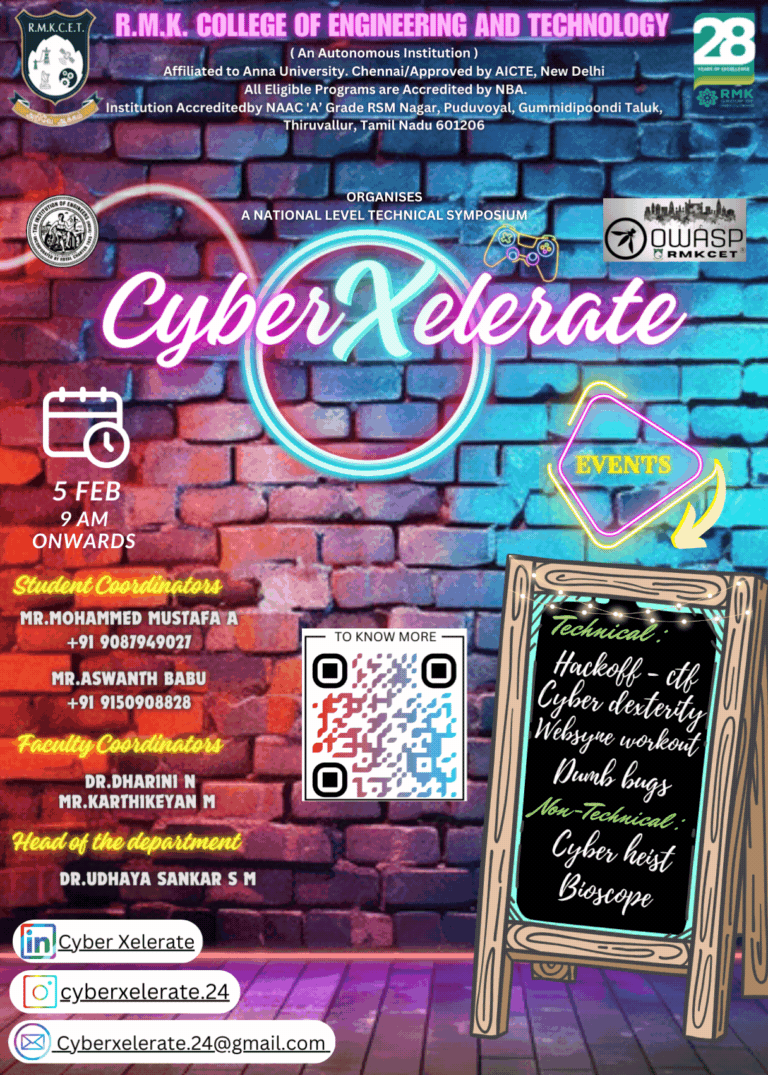 R.M.K.C.E.T.
R.M.K. COLLEGE OF ENGINEERING AND TECHNOLOGY
( An Autonomous Institution )
Affiliated to Anna University. Chennai/Approved by AICTE, New Delhi
All Eligible Programs are Accredited by NBA.
Institution Accreditedby NAAC 'A' Grade RSM Nagar, Puduvoyal, Gummidipoondi Taluk,
Thiruvallur, Tamil Nadu 601206
28
YEARS OF EXCELLENCE
RMK
ORGANISES
A NATIONAL LEVEL TECHNICAL SYMPOSIUM
OWASP
RMKCET
CyberXelerate
5 FEB
9 AM
ONWARDS
EVENTS
Student Coordinators
MR.MOHAMMED MUSTAFA A
+91 9087949027
MR.ASWANTH BABU
+91 9150908828
Faculty Coordinators
DR.DHARINI N
MR.KARTHIKEYAN M
Head of the department
DR.UDHAYA SANKAR S M
TO KNOW MORE
Technical :
Hackoff - ctf
Cyber dexterity
Websyne workout
Dumb bugs
Non-Technical :
Cyber heist
Bioscope
in Cyber Xelerate
cyberxelerate.24
Cyberxelerate.24@gmail.com